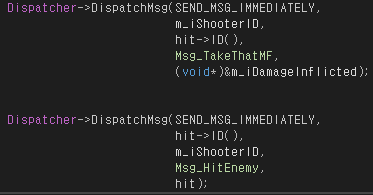 Dispatcher->DispatchMsg(SEND_MSG_IMMEDIATELY,
m_iShooterID,
hit->ID(),
Msg_TakeThatMF,
(void*)&m_iDamageInflicted);
Dispatcher->DispatchMsg(SEND_MSG_IMMEDIATELY,
hit->ID(),
m_iShooterID,
Msg_HitEnemy,
hit);